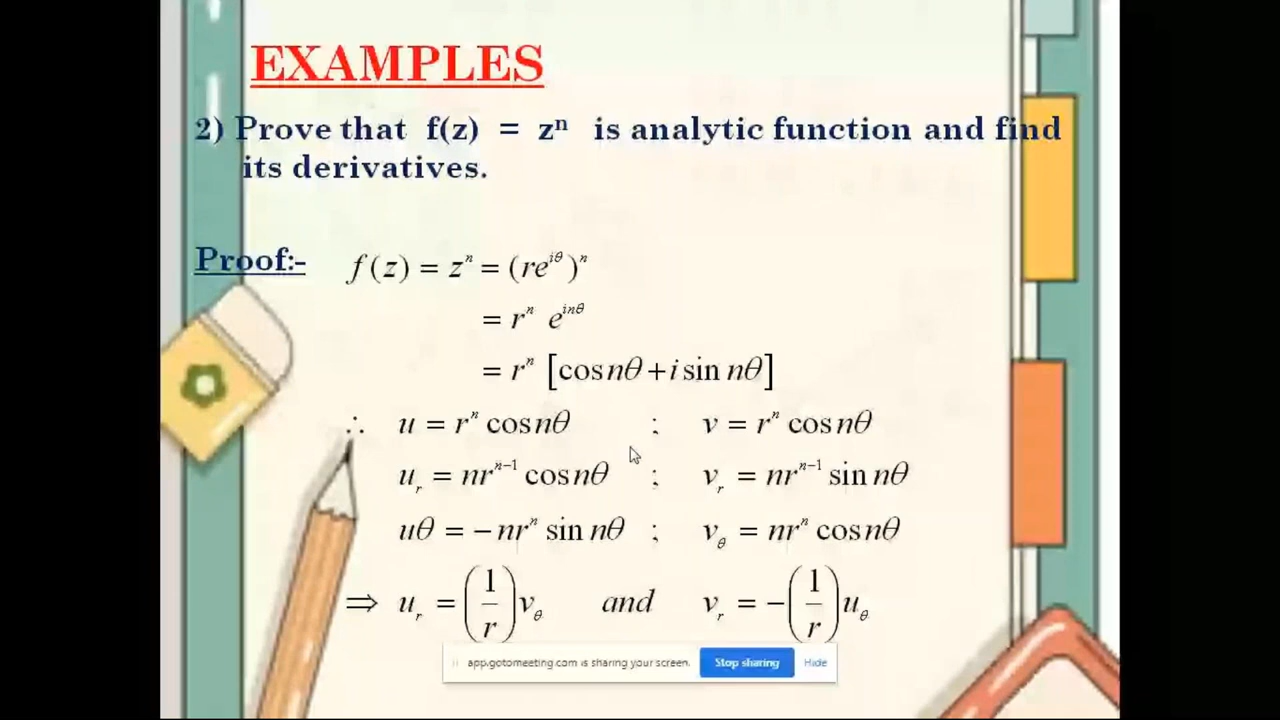 EXAMPLES
2) Prove that f(z) = zⁿ is analytic function and find
its derivatives.
Proof:- f(z) = zⁿ = (re^{iθ})ⁿ
= rⁿ e^{inθ}
= rⁿ [cos nθ + i sin nθ]
∴ u = rⁿ cos nθ ; v = rⁿ cos nθ
u_r = nr^{n−1} cos nθ ; v_r = nr^{n−1} sin nθ
uθ = − nrⁿ sin nθ ; v_θ = nrⁿ cos nθ
⇒ u_r = (1/r) v_θ and v_r = −(1/r) u_θ
app.gotomeeting.com is sharing your screen. Stop sharing Hide